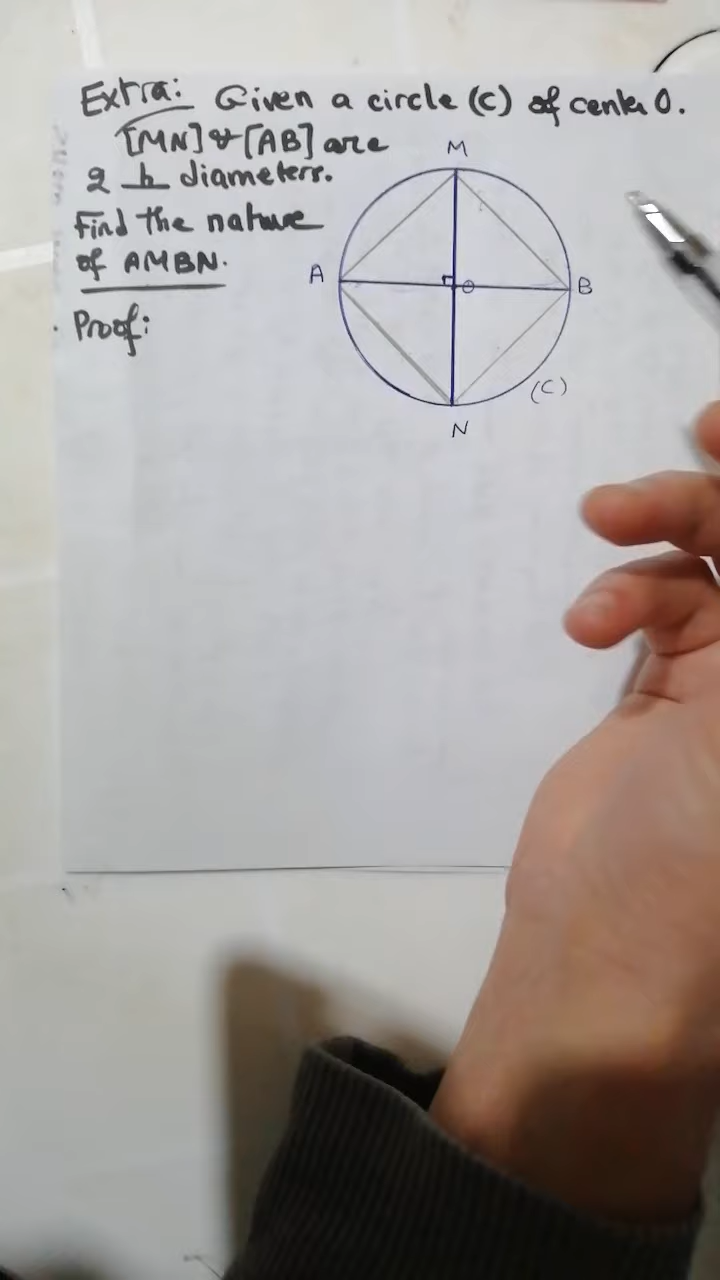 Extra: Given a circle (C) of center O.
[MN] & [AB] are
2 ⊥ diameters.
Find the nature
of AMBN.
. Proof:
M
A
O
B
(C)
N